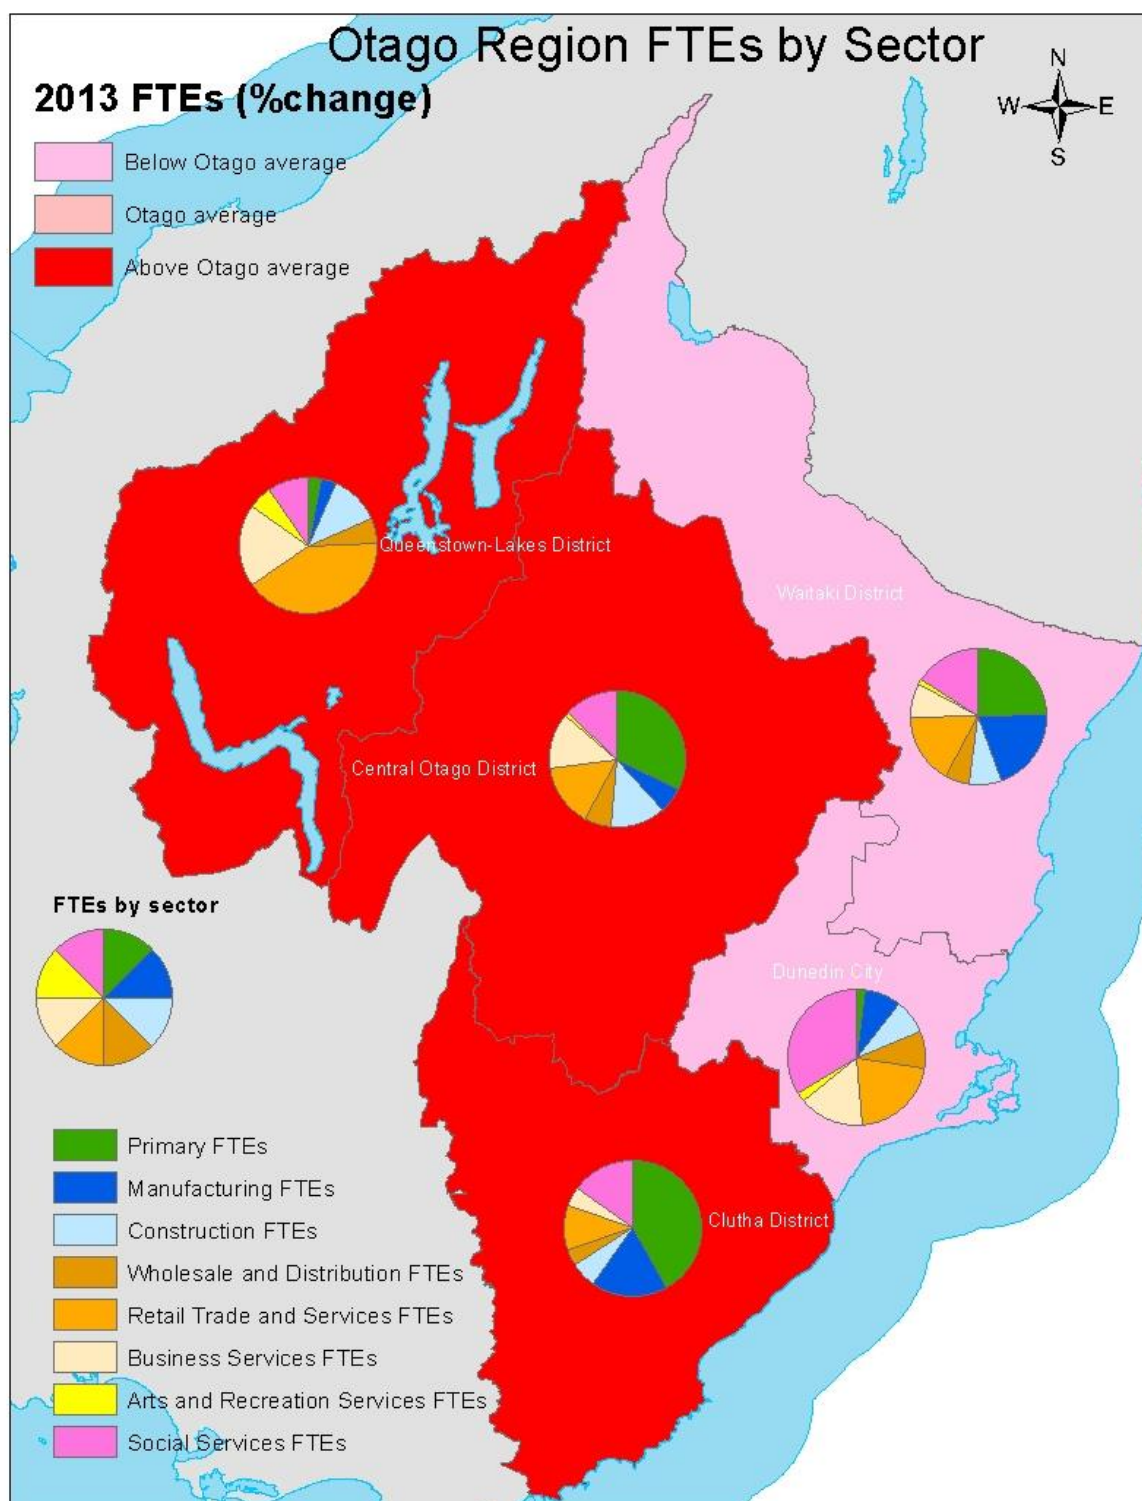 Otago Region FTEs by Sector
2013 FTEs (%change)
N
W E
S
Below Otago average
Otago average
Above Otago average
Queenstown-Lakes District
Waitaki District
Central Otago District
FTEs by sector
Dunedin City
Primary FTEs
Manufacturing FTEs
Clutha District
Construction FTEs
Wholesale and Distribution FTEs
Retail Trade and Services FTEs
Business Services FTEs
Arts and Recreation Services FTEs
Social Services FTEs